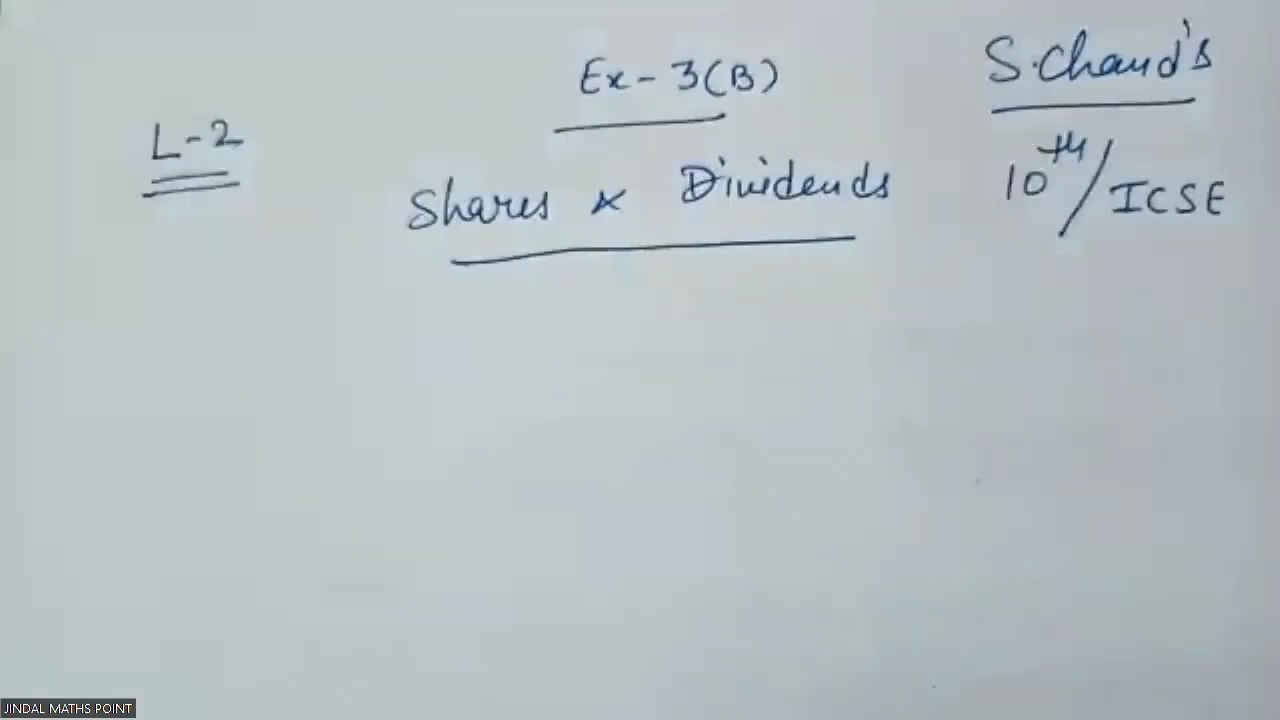 L-2
Ex-3(B)
Shares & Dividends
S.Chand's
10th/ICSE
JINDAL MATHS POINT